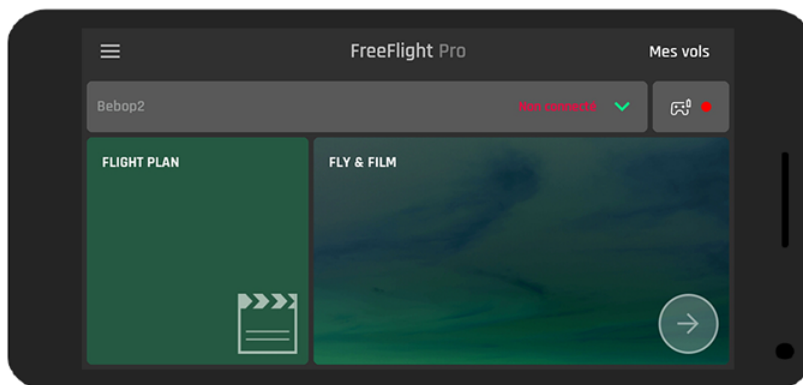 FreeFlight Pro
Mes vols
Bebop2
Non connecté
FLIGHT PLAN
FLY & FILM